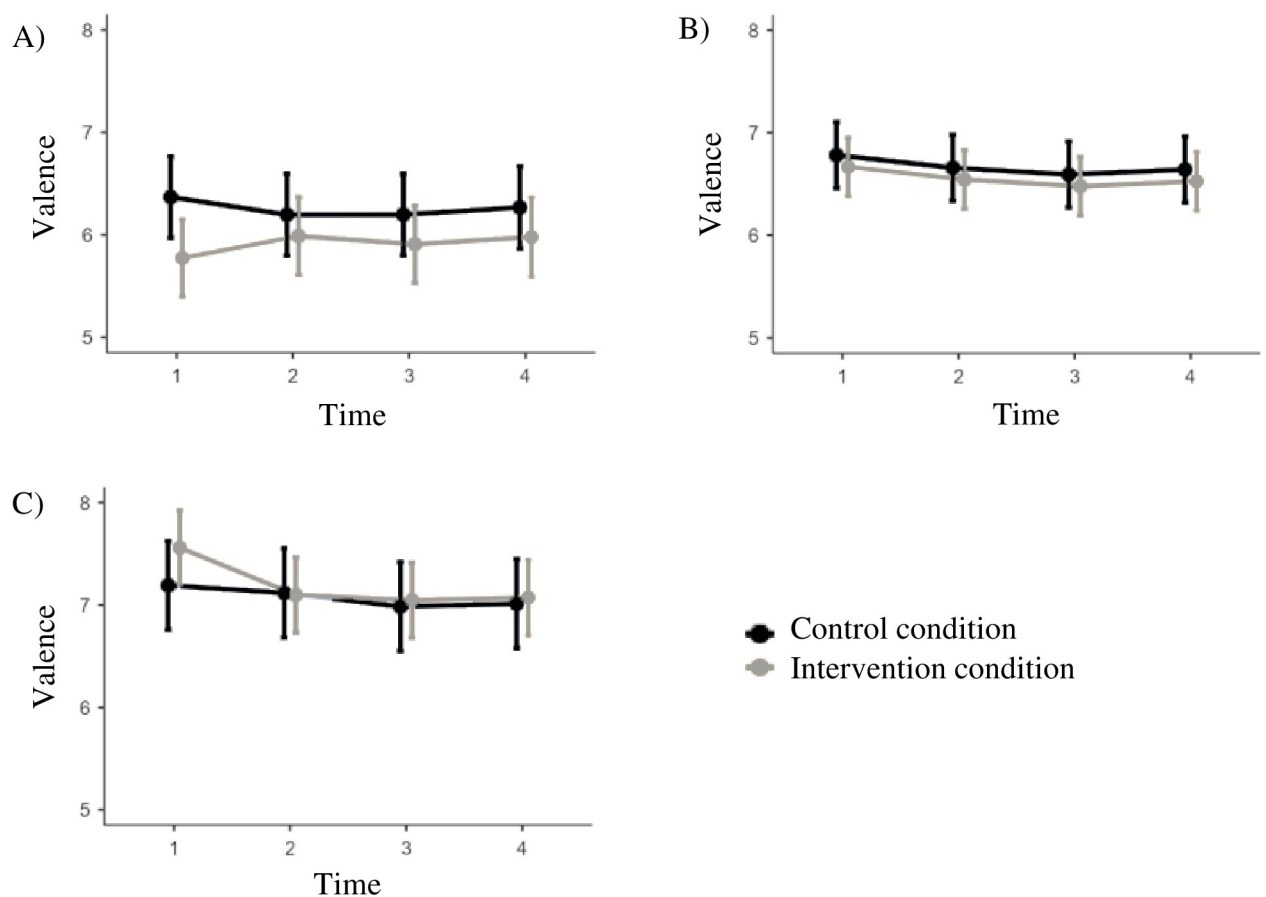 A)
8
7
6
5
Valence
1 2 3 4
Time
B)
8
7
6
5
Valence
1 2 3 4
Time
C)
8
7
6
5
Valence
1 2 3 4
Time
Control condition
Intervention condition